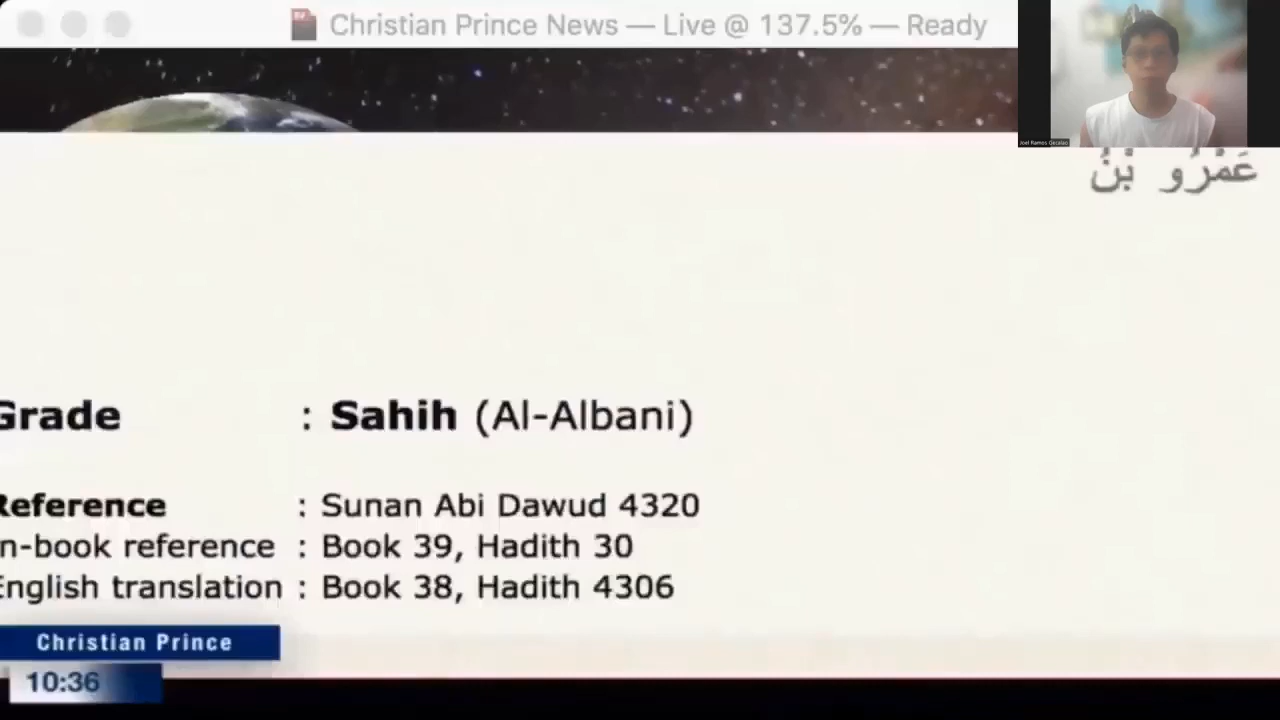 Christian Prince News — Live @ 137.5% — Ready
عَمْرُو بْنُ
Grade : Sahih (Al-Albani)
Reference : Sunan Abi Dawud 4320
In-book reference : Book 39, Hadith 30
English translation : Book 38, Hadith 4306
Christian Prince
10:36